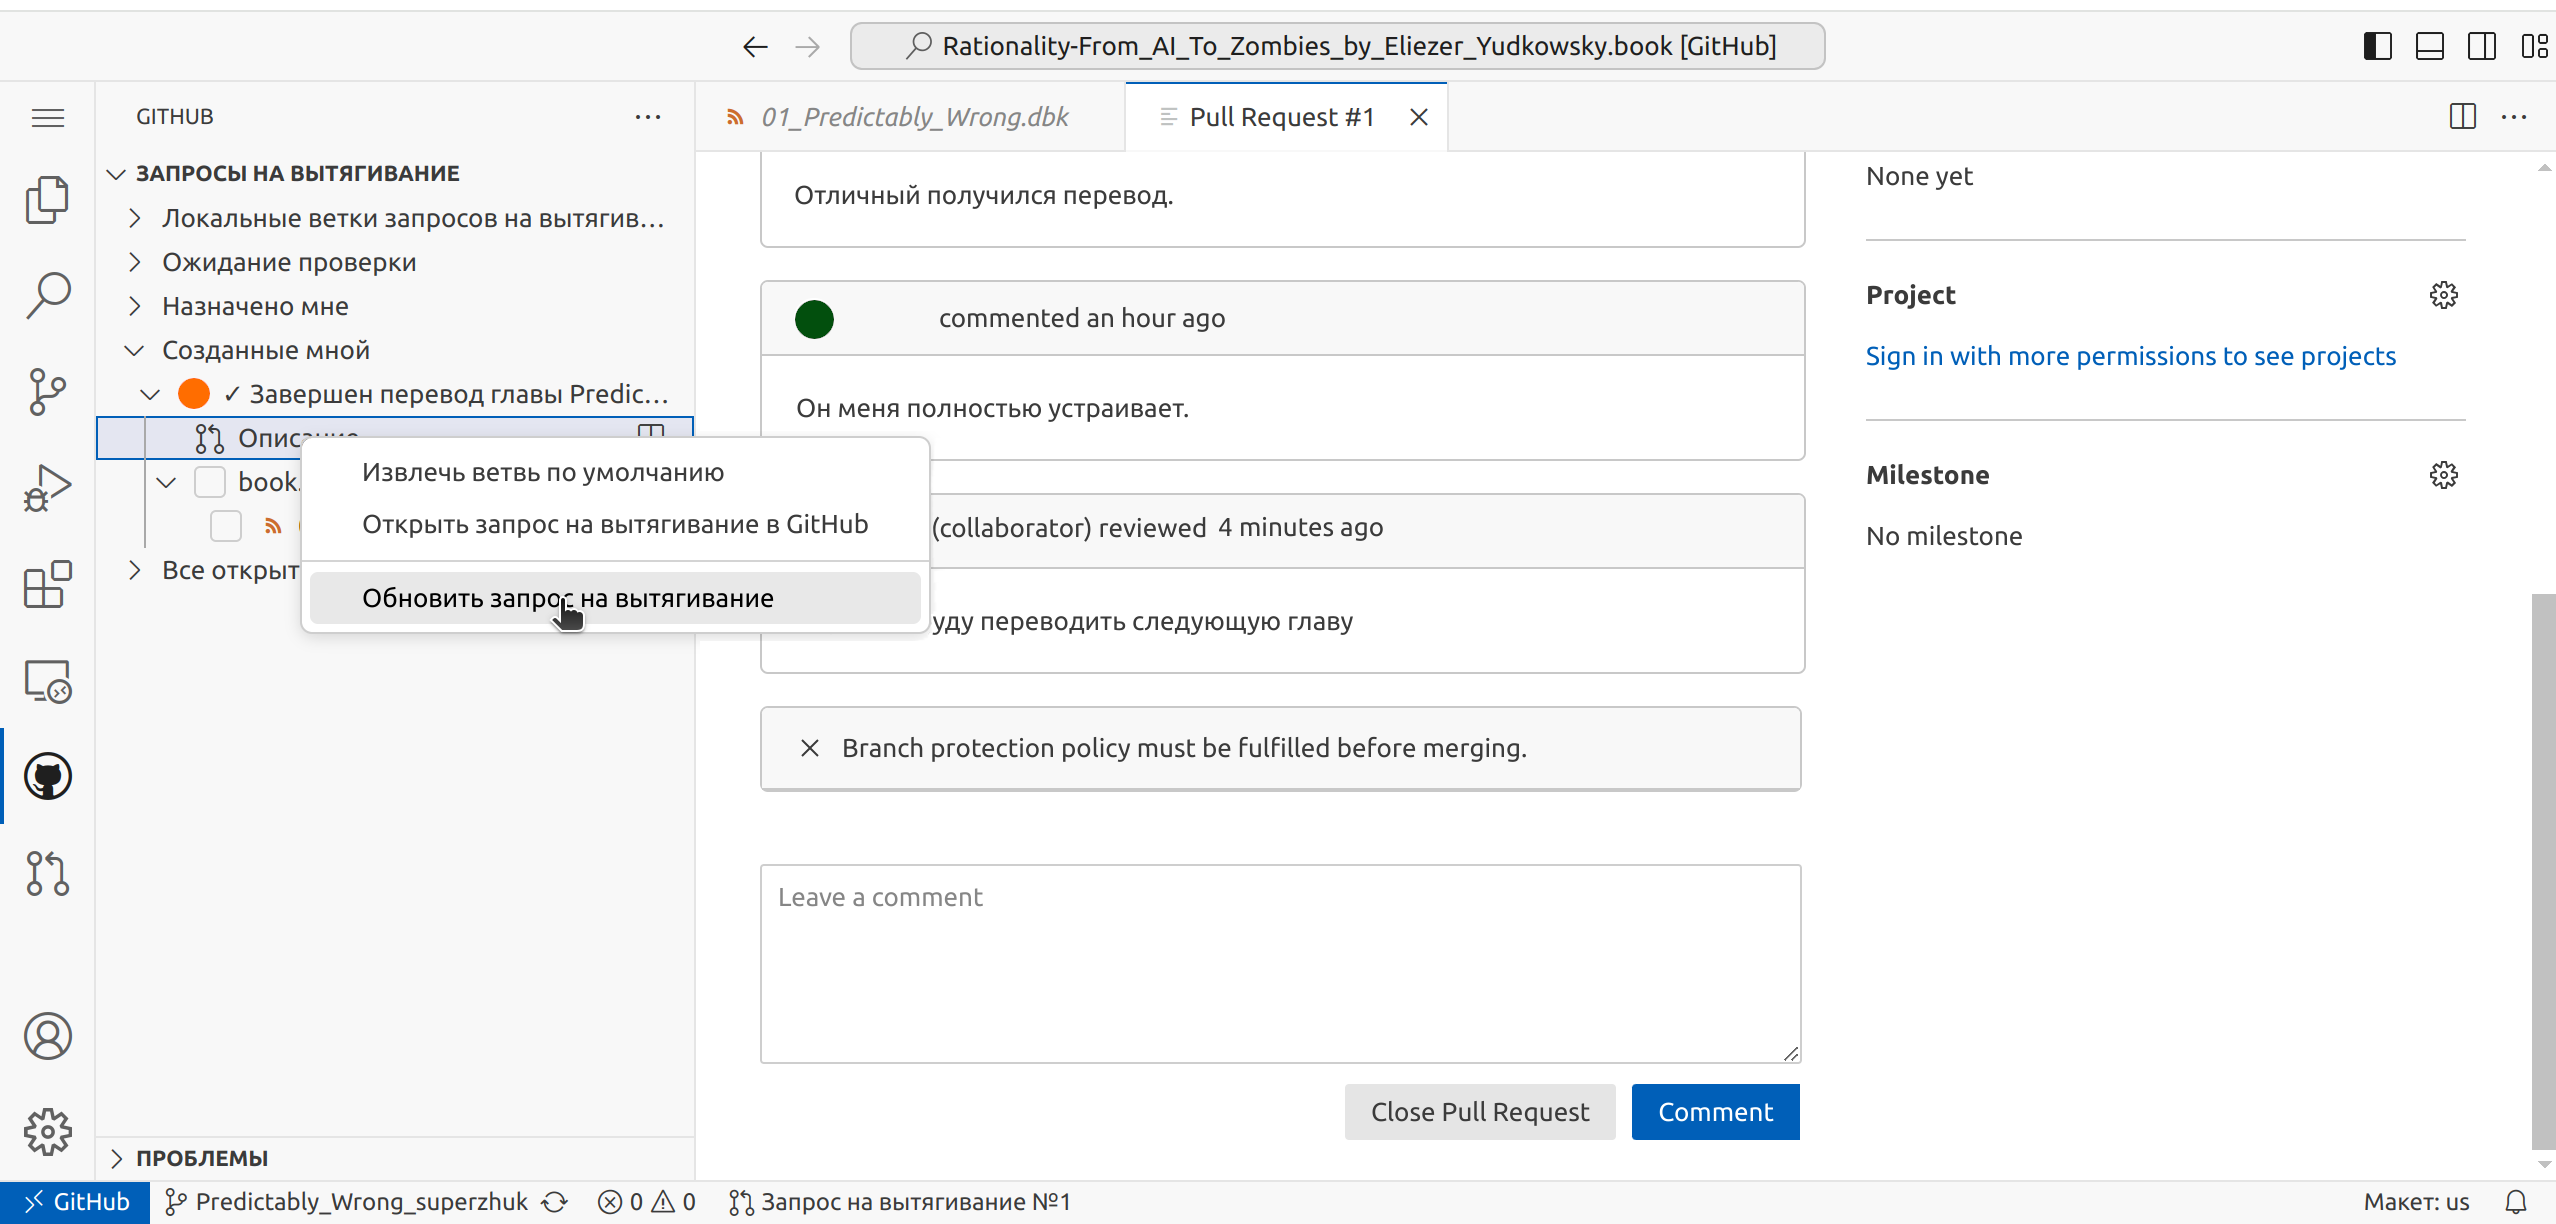 Rationality-From_AI_To_Zombies_by_Eliezer_Yudkowsky.book [GitHub]
GITHUB
ЗАПРОСЫ НА ВЫТЯГИВАНИЕ
Локальные ветки запросов на вытягив...
Ожидание проверки
Назначено мне
Созданные мной
✓ Завершен перевод главы Predic...
Описание
book.
Все открыт
Извлечь ветвь по умолчанию
Открыть запрос на вытягивание в GitHub
Обновить запрос на вытягивание
ПРОБЛЕМЫ
01_Predictably_Wrong.dbk
Pull Request #1
Отличный получился перевод.
commented an hour ago
Он меня полностью устраивает.
(collaborator) reviewed 4 minutes ago
уду переводить следующую главу
Branch protection policy must be fulfilled before merging.
Leave a comment
Close Pull Request
Comment
None yet
Project
Sign in with more permissions to see projects
Milestone
No milestone
GitHub
Predictably_Wrong_superzhuk
0
0
Запрос на вытягивание №1
Макет: us